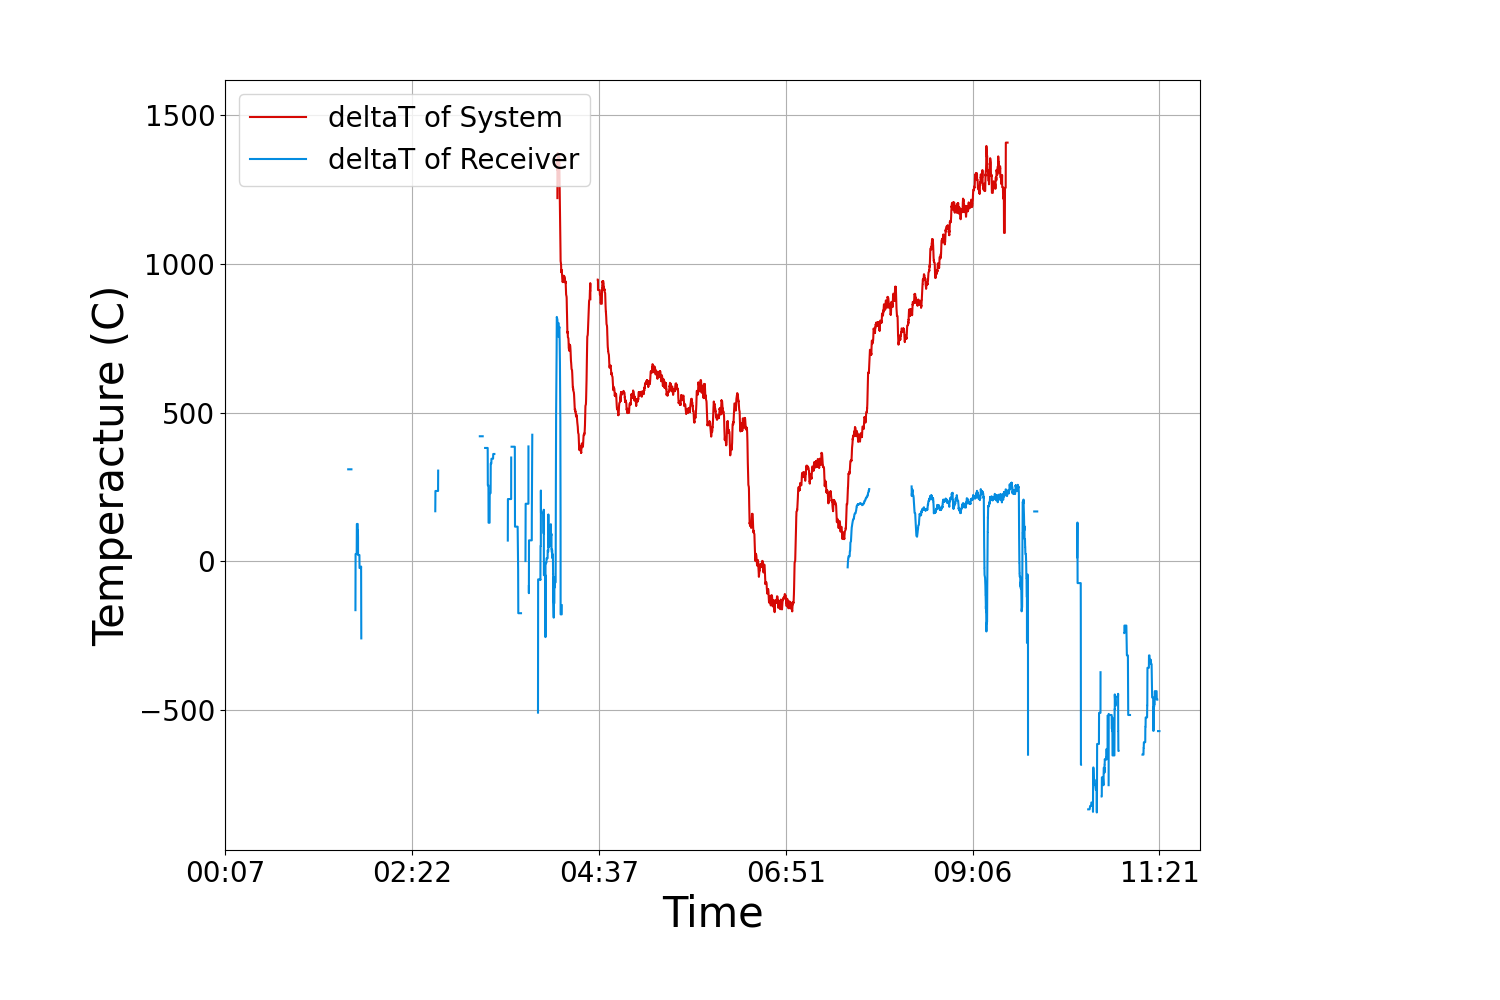 deltaT of System
deltaT of Receiver
1500
1000
500
0
−500
Temperacture (C)
00:07 02:22 04:37 06:51 09:06 11:21
Time